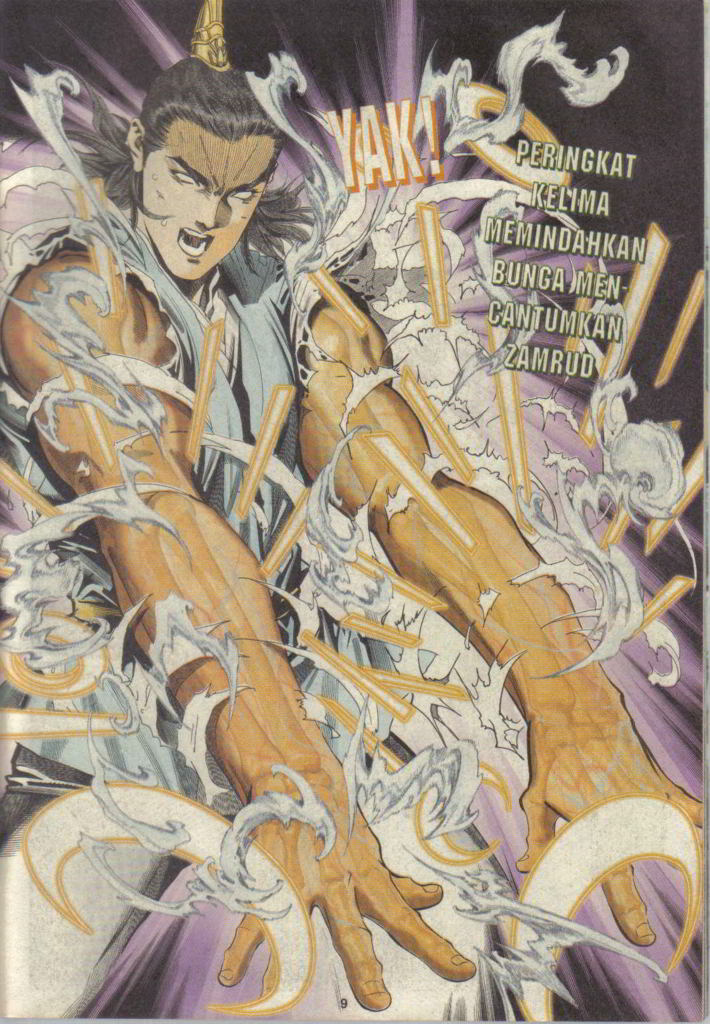 YAK!
PERINGKAT
KELIMA
MEMINDAHKAN
BUNGA MEN-
CANTUMKAN
ZAMRUD
9